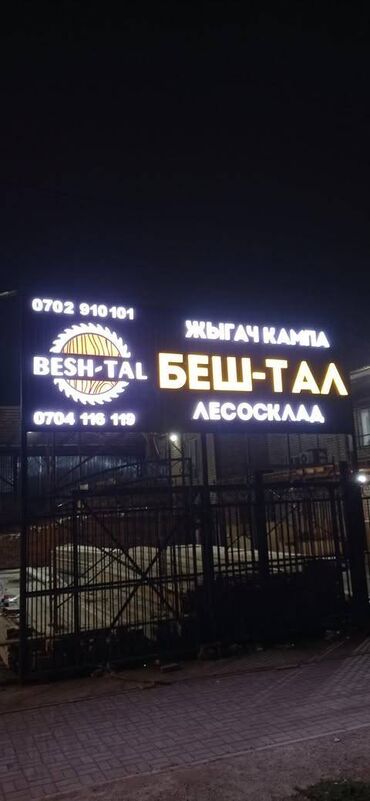 0702 910101
BESH-TAL
0704 116 119
ЖЫГАЧ КАМПА
БЕШ-ТАЛ
ЛЕСОСКЛАД